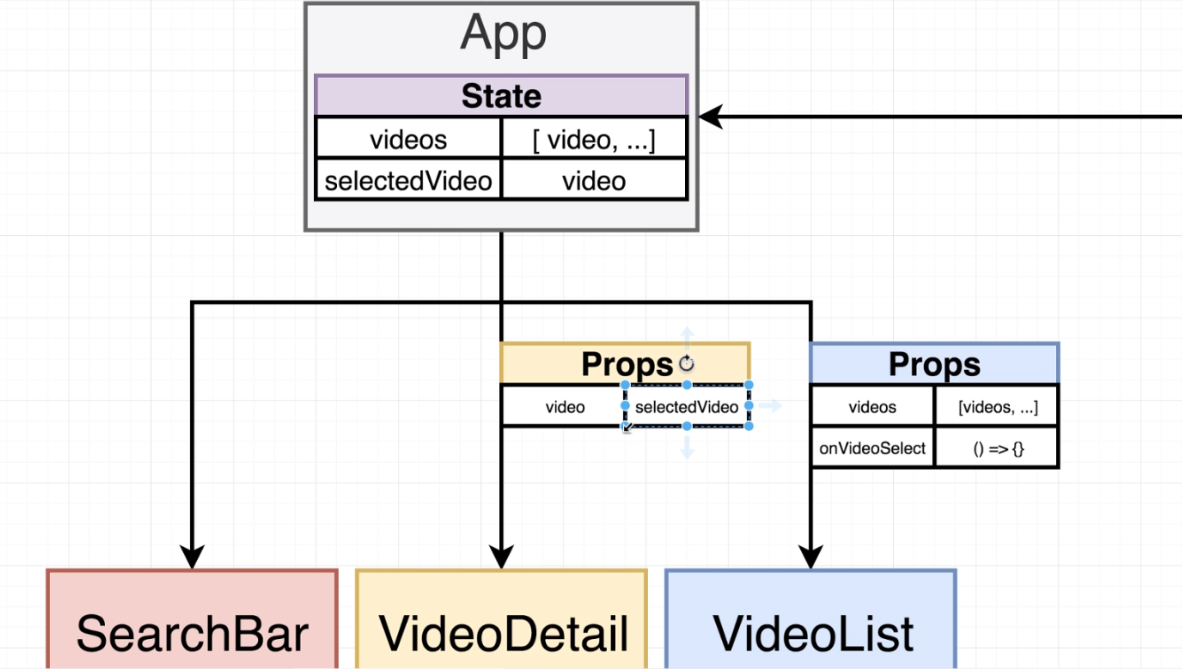 App
State
videos [ video, ...]
selectedVideo video
Props Props
video selectedVideo videos [videos, ...]
onVideoSelect () => {}
SearchBar VideoDetail VideoList